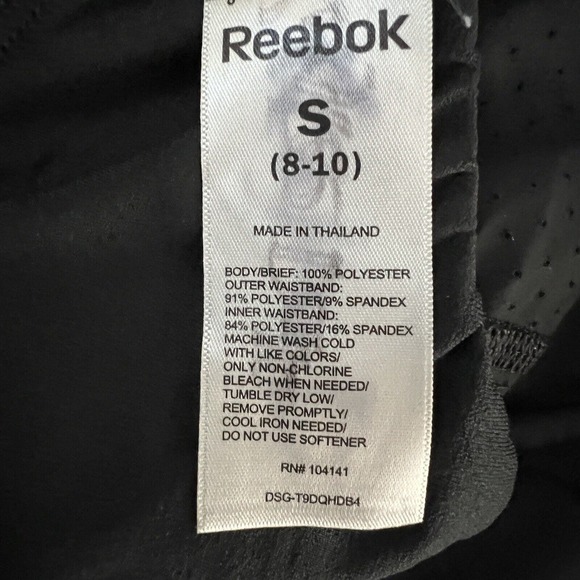 Reebok
S
(8-10)
MADE IN THAILAND
BODY/BRIEF: 100% POLYESTER
OUTER WAISTBAND:
91% POLYESTER/9% SPANDEX
INNER WAISTBAND:
84% POLYESTER/16% SPANDEX
MACHINE WASH COLD
WITH LIKE COLORS/
ONLY NON-CHLORINE
BLEACH WHEN NEEDED/
TUMBLE DRY LOW/
REMOVE PROMPTLY/
COOL IRON NEEDED/
DO NOT USE SOFTENER
RN# 104141
DSG-T9DQHDB4